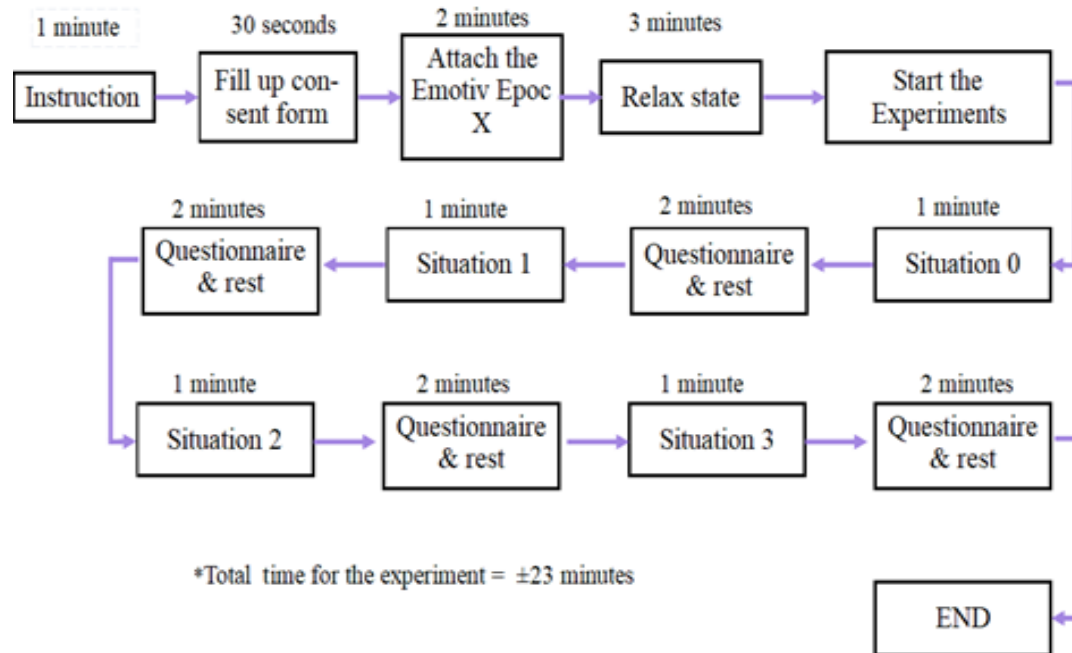 1 minute
Instruction
30 seconds
Fill up con-
sent form
2 minutes
Attach the
Emotiv Epoc
X
3 minutes
Relax state
Start the
Experiments
1 minute
Situation 0
2 minutes
Questionnaire
& rest
1 minute
Situation 1
2 minutes
Questionnaire
& rest
1 minute
Situation 2
2 minutes
Questionnaire
& rest
1 minute
Situation 3
2 minutes
Questionnaire
& rest
*Total time for the experiment = ±23 minutes
END